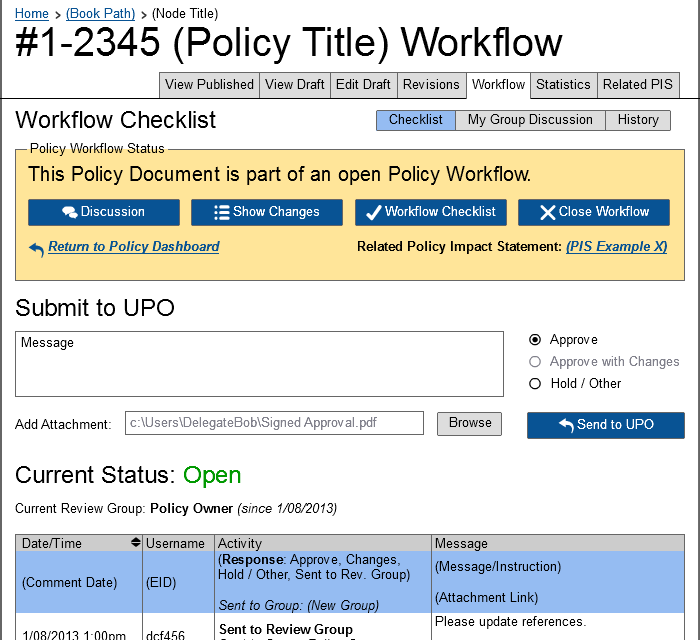 Home > (Book Path) > (Node Title)
#1-2345 (Policy Title) Workflow
View Published View Draft Edit Draft Revisions Workflow Statistics Related PIS
Workflow Checklist
Checklist My Group Discussion History
Policy Workflow Status
This Policy Document is part of an open Policy Workflow.
Discussion Show Changes Workflow Checklist Close Workflow
Return to Policy Dashboard Related Policy Impact Statement: (PIS Example X)
Submit to UPO
Message
Approve
Approve with Changes
Hold / Other
Add Attachment: c:\Users\DelegateBob\Signed Approval.pdf Browse Send to UPO
Current Status: Open
Current Review Group: Policy Owner (since 1/08/2013)
Date/Time Username Activity Message
(Comment Date) (EID) (Response: Approve, Changes,
Hold / Other, Sent to Rev. Group)
Sent to Group: (New Group)
(Message/Instruction)
(Attachment Link)
1/08/2013 1:00pm dcf456 Sent to Review Group
Please update references.